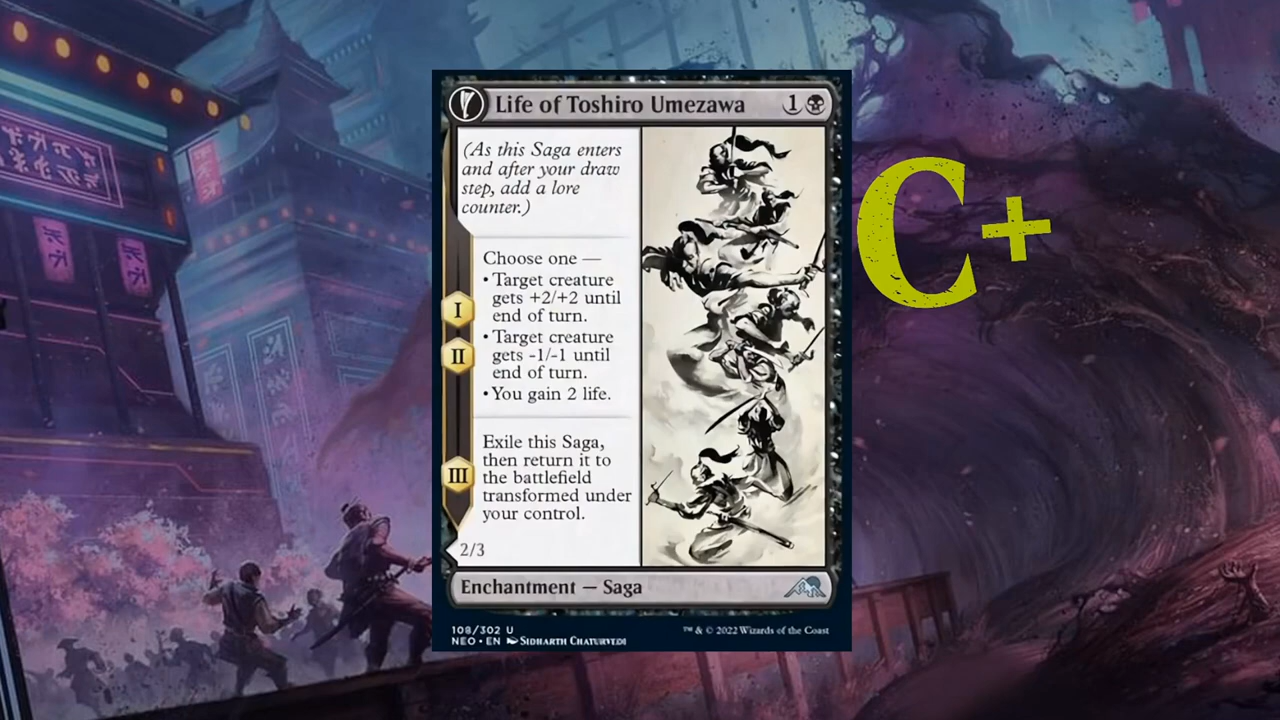 Life of Toshiro Umezawa 1
(As this Saga enters
and after your draw
step, add a lore
counter.)
I
II
Choose one —
• Target creature
gets +2/+2 until
end of turn.
• Target creature
gets -1/-1 until
end of turn.
• You gain 2 life.
III
Exile this Saga,
then return it to
the battlefield
transformed under
your control.
2/3
Enchantment — Saga
108/302 U
NEO • EN Sidharth Chaturvedi
™ & © 2022 Wizards of the Coast
C+